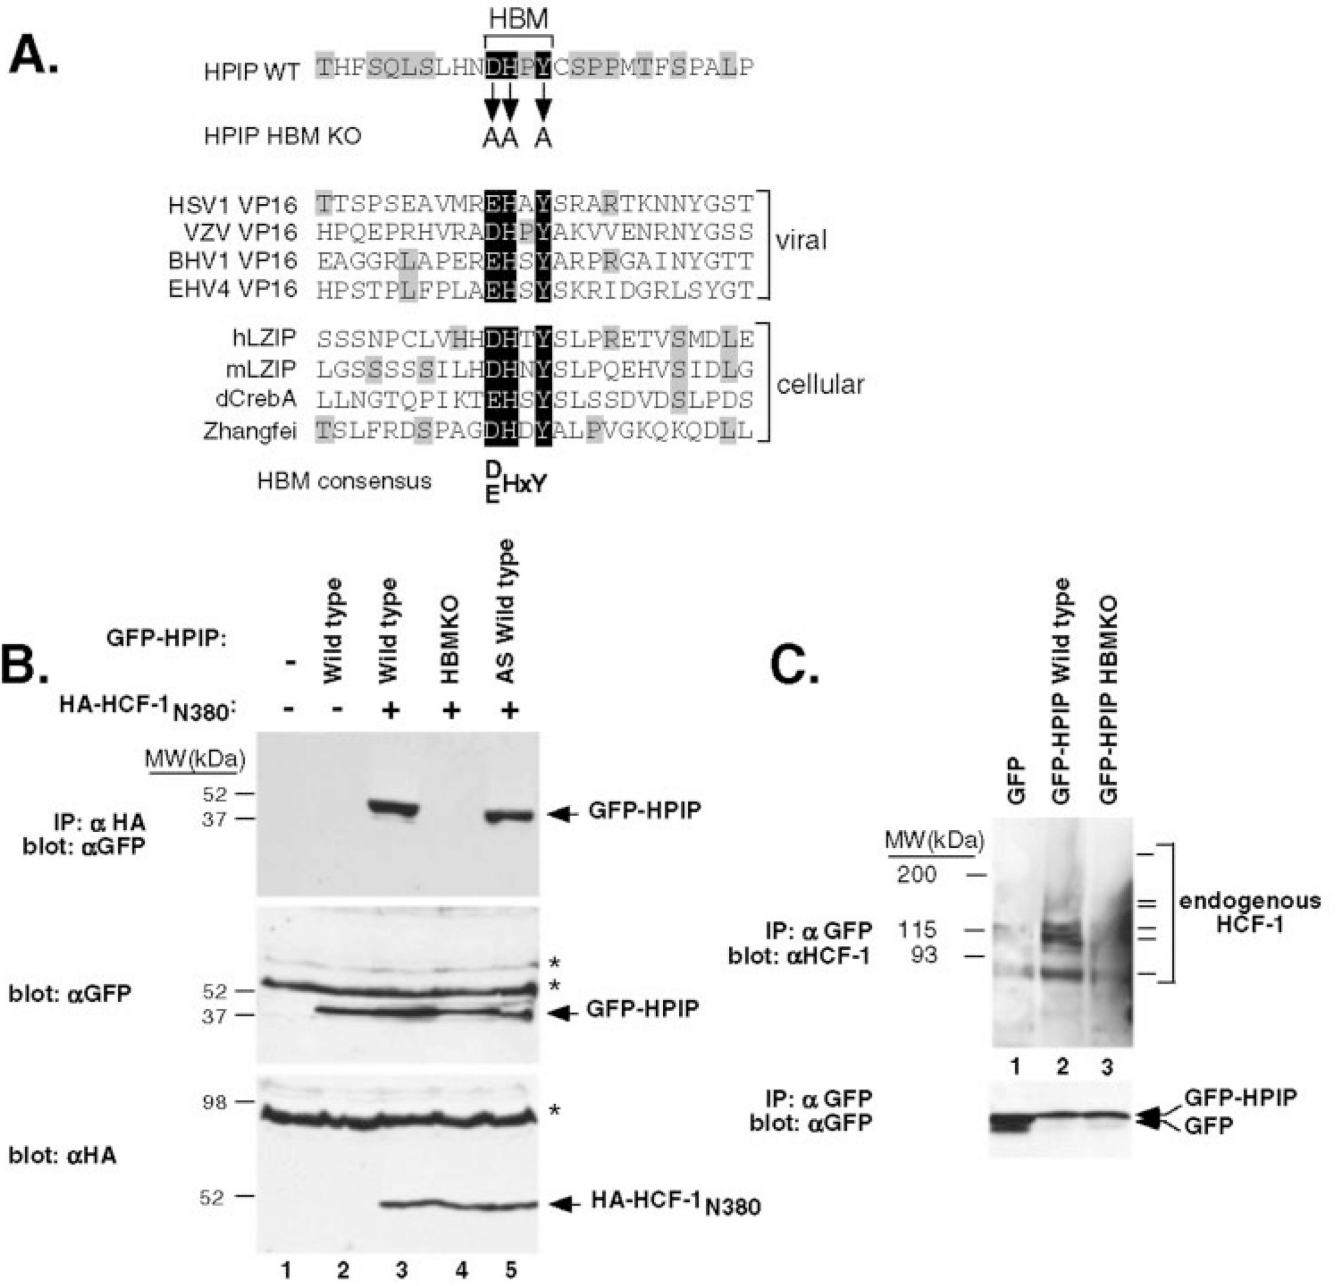 A.
HBM
HPIP WT THFSQLSLHNDHPYCSPPMTFSPALP
HPIP HBM KO AA A
HSV1 VP16 TTSPSEAVMREHAYSRARTKNNYGST
VZV VP16 HPQEPRHVRADHPYAKVVENRNYGSS
BHV1 VP16 EAGGRLAPEREHSYARPRGAINYGTT
EHV4 VP16 HPSTPLFPLAEHSYSKRIDGRLSYGT
viral
hLZIP SSSNPCLVHHDHTYSLPRETVSMDLE
mLZIP LGSSSSSILHDHNYSLPQEHVSIDLG
dCrebA LLNGTQPIKTEHSYSLSSDVDSLPDS
Zhangfei TSLFRDSPAGDHDYALPVGKQKQDLL
cellular
HBM consensus D E HxY
B.
GFP-HPIP: - Wild type Wild type HBMKO AS Wild type
HA-HCF-1N380: - - + + +
MW(kDa)
52
37
IP: α HA
blot: αGFP
GFP-HPIP
*
*
blot: αGFP
52
37
GFP-HPIP
98
*
blot: αHA
52
HA-HCF-1N380
1 2 3 4 5
C.
GFP GFP-HPIP Wild type GFP-HPIP HBMKO
MW(kDa)
200
115
93
IP: α GFP
blot: αHCF-1
endogenous
HCF-1
1 2 3
IP: α GFP
blot: αGFP
GFP-HPIP
GFP